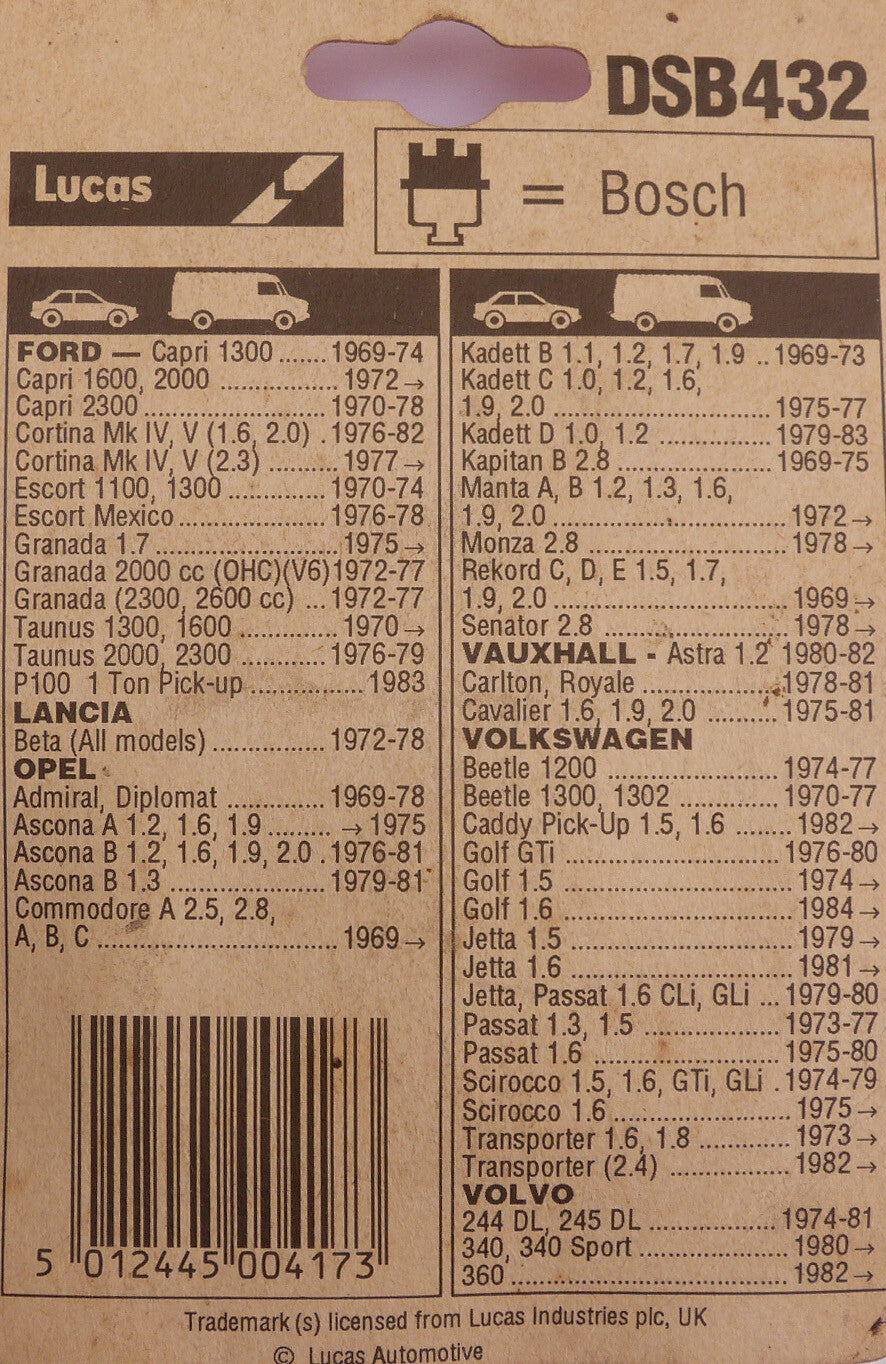 DSB432
Lucas
= Bosch
FORD — Capri 1300 ....... 1969-74
Capri 1600, 2000 ................. 1972→
Capri 2300 .......................... 1970-78
Cortina Mk IV, V (1.6, 2.0) . 1976-82
Cortina Mk IV, V (2.3) .......... 1977→
Escort 1100, 1300 .............. 1970-74
Escort Mexico ..................... 1976-78
Granada 1.7 ........................... 1975→
Granada 2000 cc (OHC)(V6) 1972-77
Granada (2300, 2600 cc) ... 1972-77
Taunus 1300, 1600 .............. 1970→
Taunus 2000, 2300 ............ 1976-79
P100 1 Ton Pick-up ................ 1983
LANCIA
Beta (All models) ................ 1972-78
OPEL
Admiral, Diplomat .............. 1969-78
Ascona A 1.2, 1.6, 1.9 ......... → 1975
Ascona B 1.2, 1.6, 1.9, 2.0 . 1976-81
Ascona B 1.3 ...................... 1979-81
Commodore A 2.5, 2.8,
A, B, C .................................. 1969→
5 012445 004173
Kadett B 1.1, 1.2, 1.7, 1.9 .. 1969-73
Kadett C 1.0, 1.2, 1.6,
1.9, 2.0 ............................... 1975-77
Kadett D 1.0, 1.2 ................ 1979-83
Kapitan B 2.8 ...................... 1969-75
Manta A, B 1.2, 1.3, 1.6,
1.9, 2.0 ................................. 1972→
Monza 2.8 ............................ 1978→
Rekord C, D, E 1.5, 1.7,
1.9, 2.0 ................................. 1969→
Senator 2.8 .......................... 1978→
VAUXHALL - Astra 1.2 1980-82
Carlton, Royale .................... 1978-81
Cavalier 1.6, 1.9, 2.0 .......... 1975-81
VOLKSWAGEN
Beetle 1200 ........................ 1974-77
Beetle 1300, 1302 .............. 1970-77
Caddy Pick-Up 1.5, 1.6 ........ 1982→
Golf GTi .............................. 1976-80
Golf 1.5 ................................ 1974→
Golf 1.6 ................................ 1984→
Jetta 1.5 ............................... 1979→
Jetta 1.6 ............................... 1981→
Jetta, Passat 1.6 CLi, GLi ... 1979-80
Passat 1.3, 1.5 ................... 1973-77
Passat 1.6 .......................... 1975-80
Scirocco 1.5, 1.6, GTi, GLi . 1974-79
Scirocco 1.6 ......................... 1975→
Transporter 1.6, 1.8 ............. 1973→
Transporter (2.4) ................. 1982→
VOLVO
244 DL, 245 DL .................. 1974-81
340, 340 Sport ..................... 1980→
360 ....................................... 1982→
Trademark (s) licensed from Lucas Industries plc, UK
© Lucas Automotive